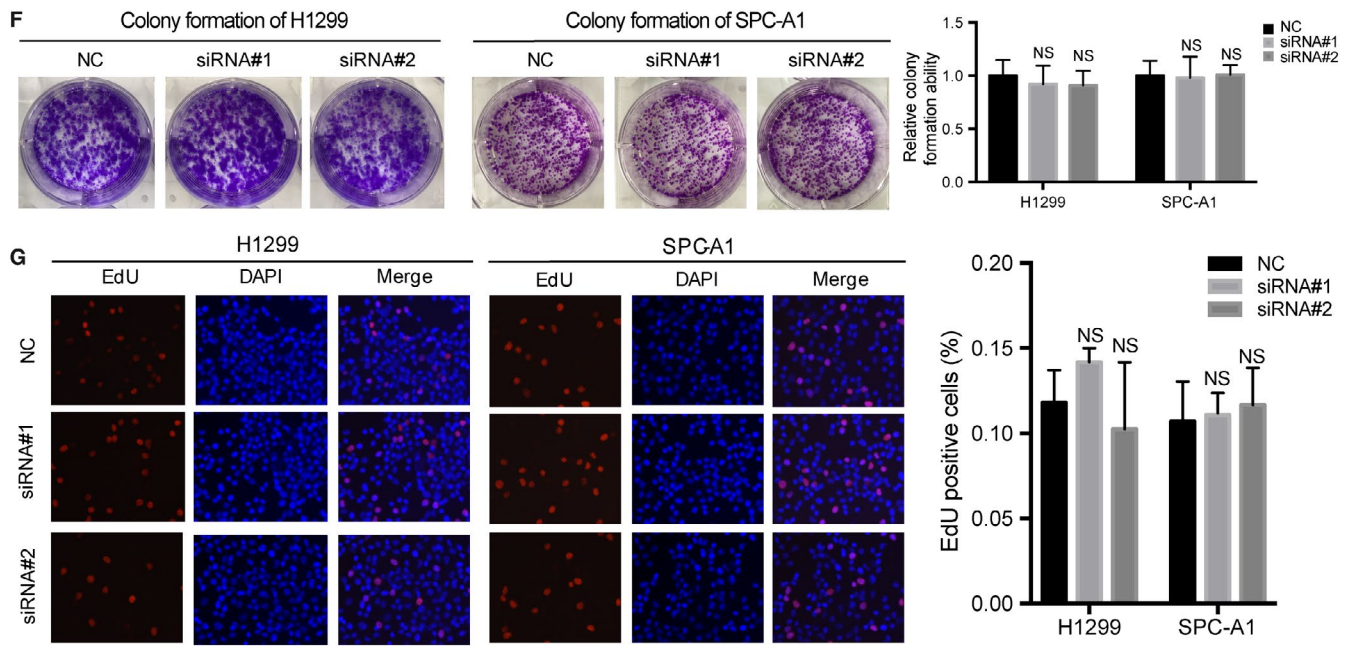 F
Colony formation of H1299
Colony formation of SPC-A1
NC
siRNA#1
siRNA#2
NC
siRNA#1
siRNA#2
Relative colony
formation ability
1.5
1.0
0.5
0.0
NS
NS
NS
NS
H1299
SPC-A1
NC
siRNA#1
siRNA#2
G
H1299
SPCA1
EdU
DAPI
Merge
EdU
DAPI
Merge
NC
siRNA#1
siRNA#2
EdU positive cells (%)
0.20
0.15
0.10
0.05
0.00
NS
NS
NS
NS
H1299
SPC-A1
NC
siRNA#1
siRNA#2